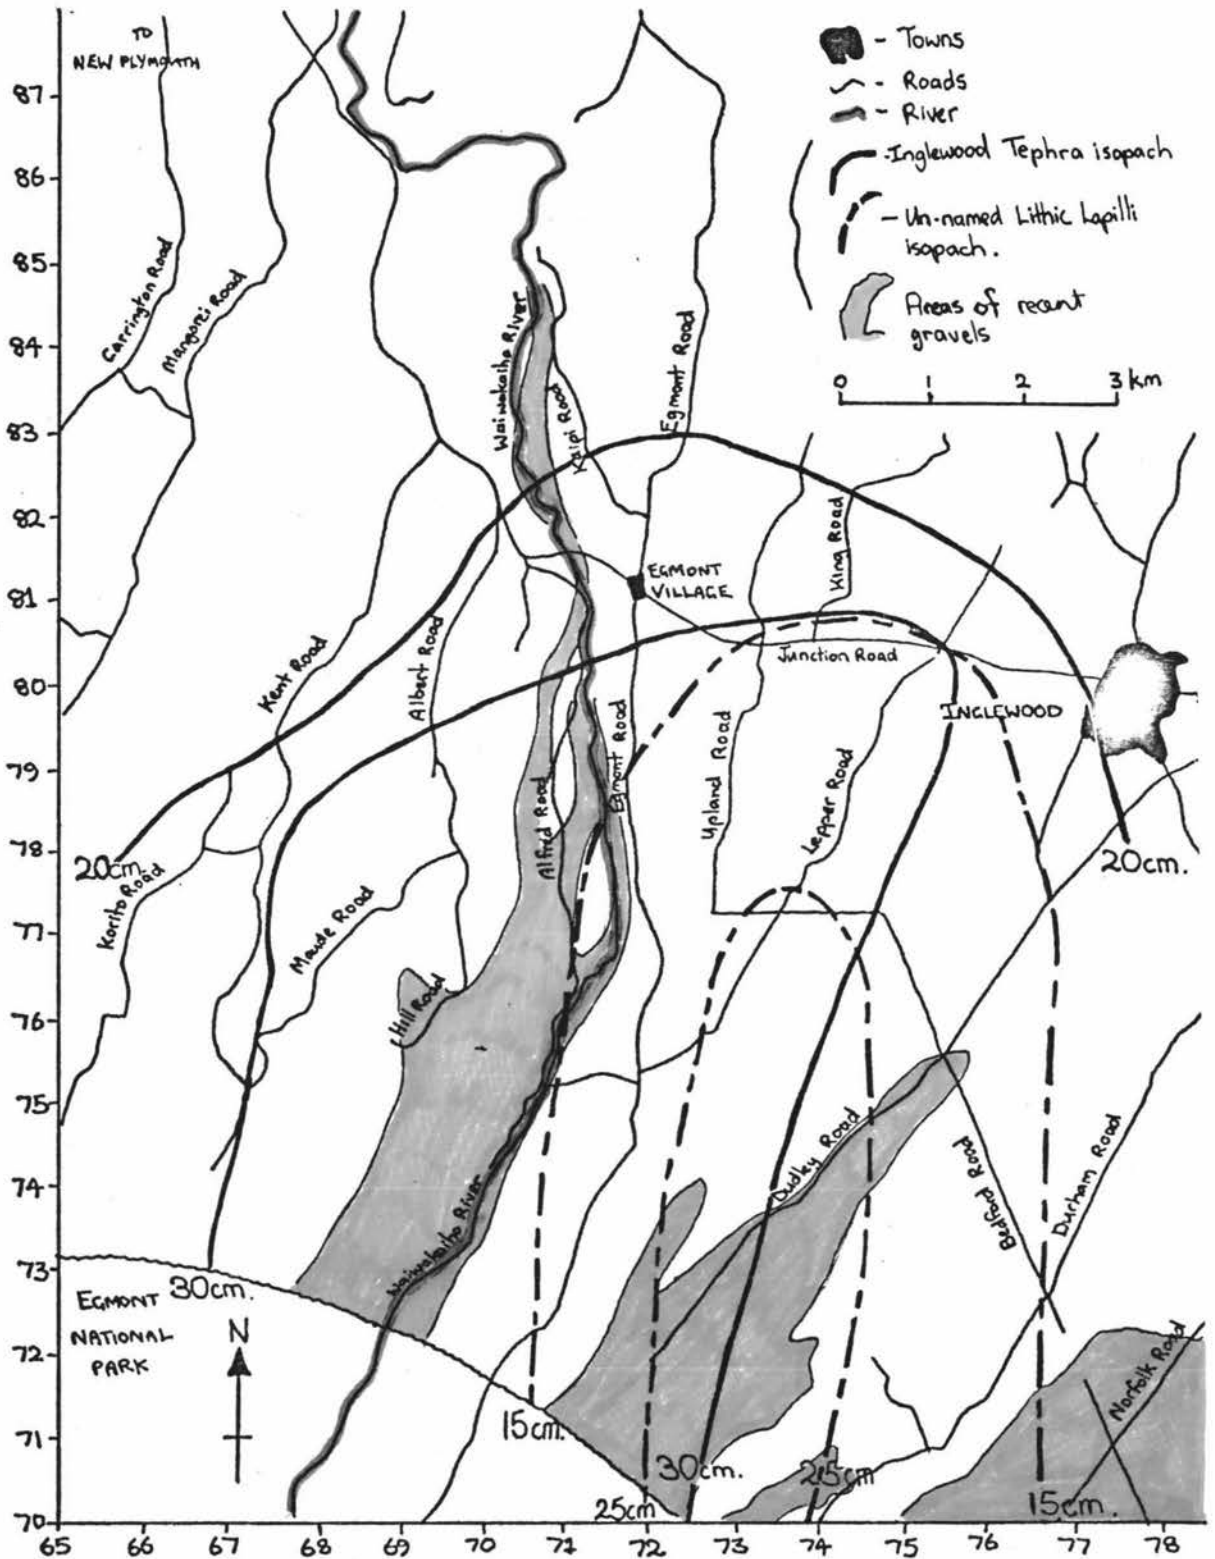 TO
NEW PLYMOUTH
- Towns
- Roads
- River
- Inglewood Tephra isopach
- Un-named Lithic Lapilli
isopach.
Areas of recent
gravels
0 1 2 3 km
87
86
85
84
83
82
81
80
79
78
77
76
75
74
73
72
71
70
Carrington Road
Mangorei Road
Waiwakaiho River
Kaipi Road
Egmont Road
King Road
EGMONT
VILLAGE
Junction Road
Kent Road
Albert Road
INGLEWOOD
Egmont Road
Upland Road
Lepper Road
Alfred Road
20cm.
20cm.
Korito Road
Maude Road
Hill Road
Dudley Road
Bedford Road
Durham Road
Waiwakaiho River
30cm.
EGMONT
NATIONAL
PARK
N
Norfolk Road
15cm.
30cm.
25cm
25cm
15cm.
65 66 67 68 69 70 71 72 73 74 75 76 77 78